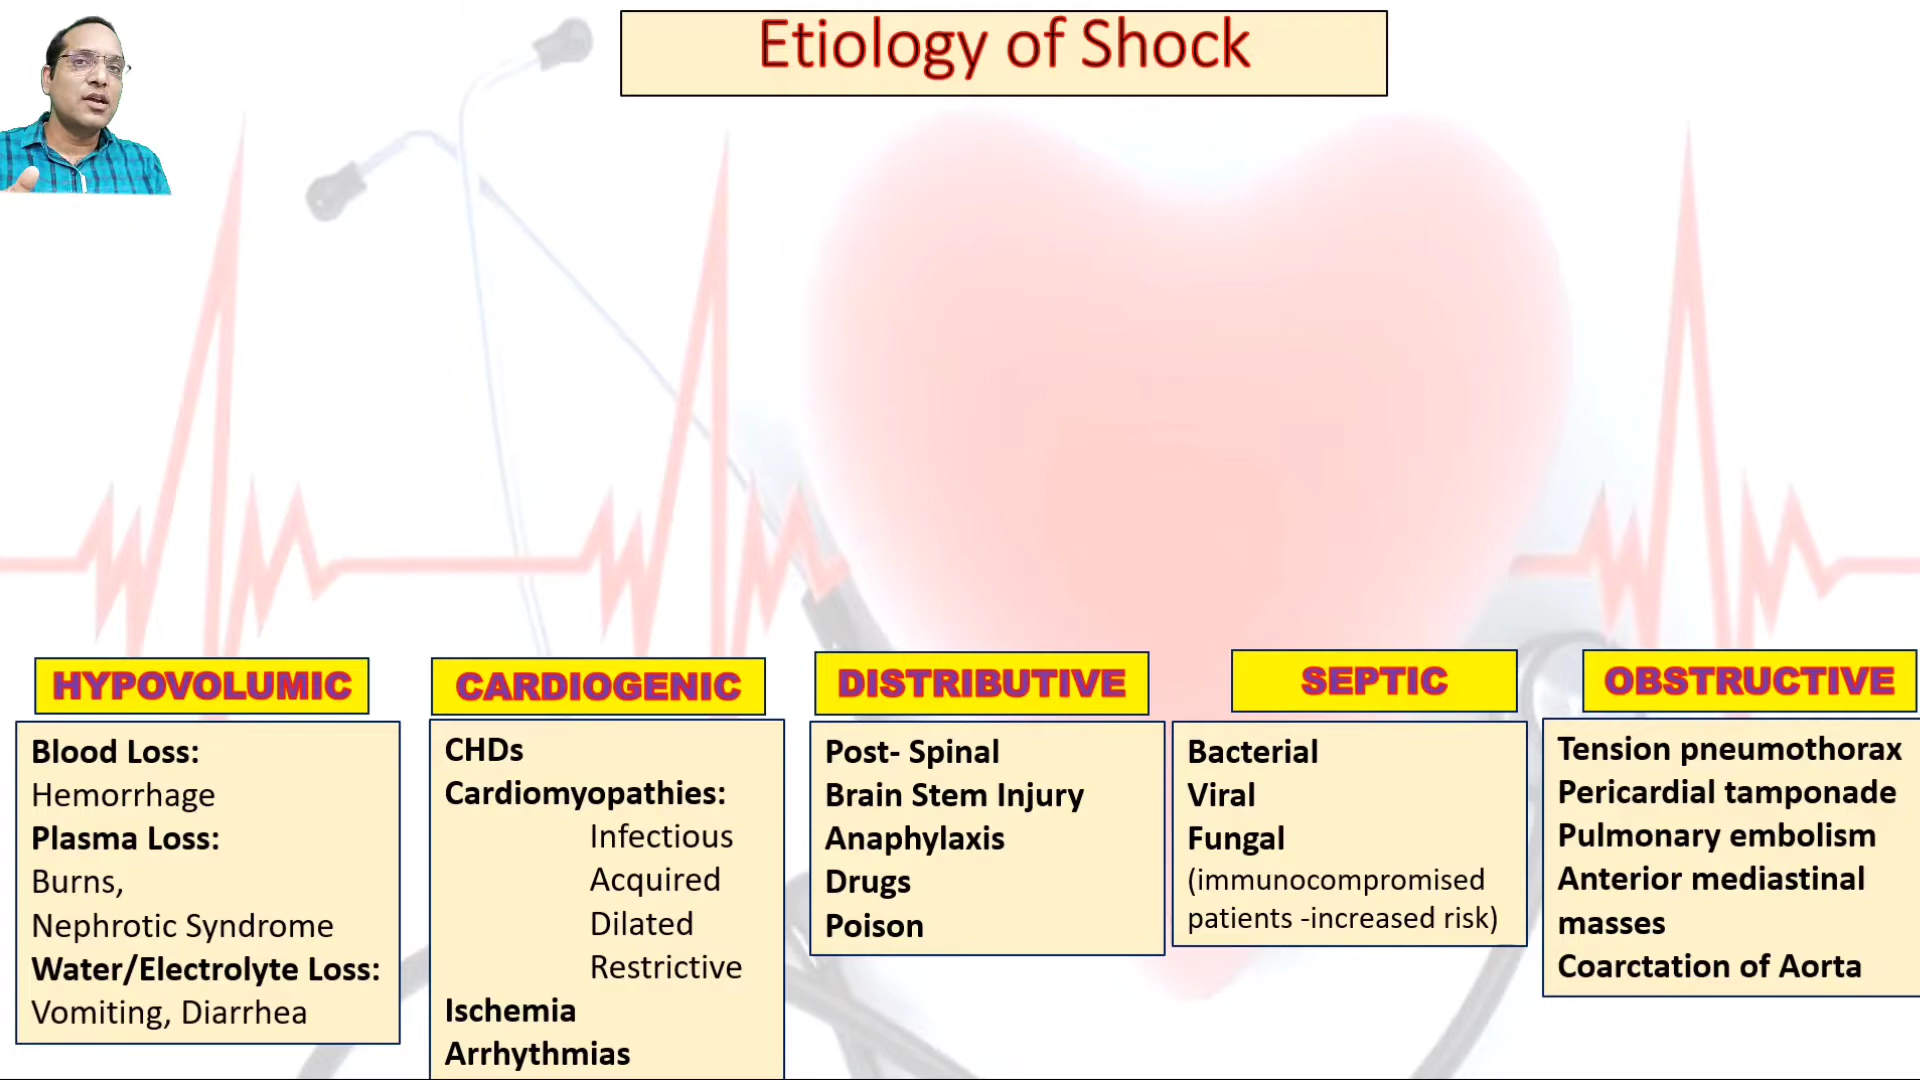 Etiology of Shock
HYPOVOLUMIC
Blood Loss:
Hemorrhage
Plasma Loss:
Burns,
Nephrotic Syndrome
Water/Electrolyte Loss:
Vomiting, Diarrhea
CARDIOGENIC
CHDs
Cardiomyopathies:
Infectious
Acquired
Dilated
Restrictive
Ischemia
Arrhythmias
DISTRIBUTIVE
Post- Spinal
Brain Stem Injury
Anaphylaxis
Drugs
Poison
SEPTIC
Bacterial
Viral
Fungal
(immunocompromised
patients -increased risk)
OBSTRUCTIVE
Tension pneumothorax
Pericardial tamponade
Pulmonary embolism
Anterior mediastinal
masses
Coarctation of Aorta